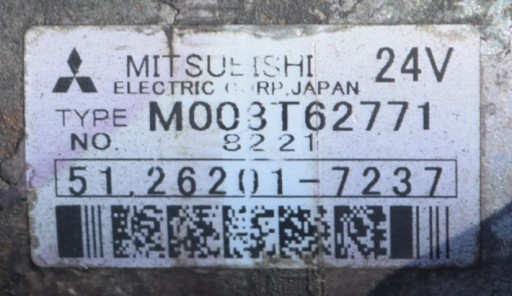 MITSUBISHI 24V
ELECTRIC CORP. JAPAN
TYPE M008T62771
NO. 8221
51.26201-7237